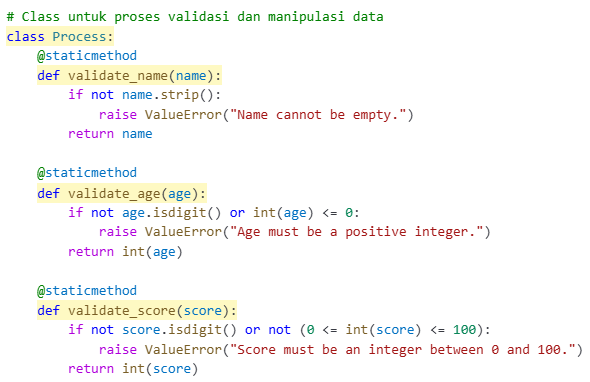 # Class untuk proses validasi dan manipulasi data
class Process:
    @staticmethod
    def validate_name(name):
        if not name.strip():
            raise ValueError("Name cannot be empty.")
        return name

    @staticmethod
    def validate_age(age):
        if not age.isdigit() or int(age) <= 0:
            raise ValueError("Age must be a positive integer.")
        return int(age)

    @staticmethod
    def validate_score(score):
        if not score.isdigit() or not (0 <= int(score) <= 100):
            raise ValueError("Score must be an integer between 0 and 100.")
        return int(score)